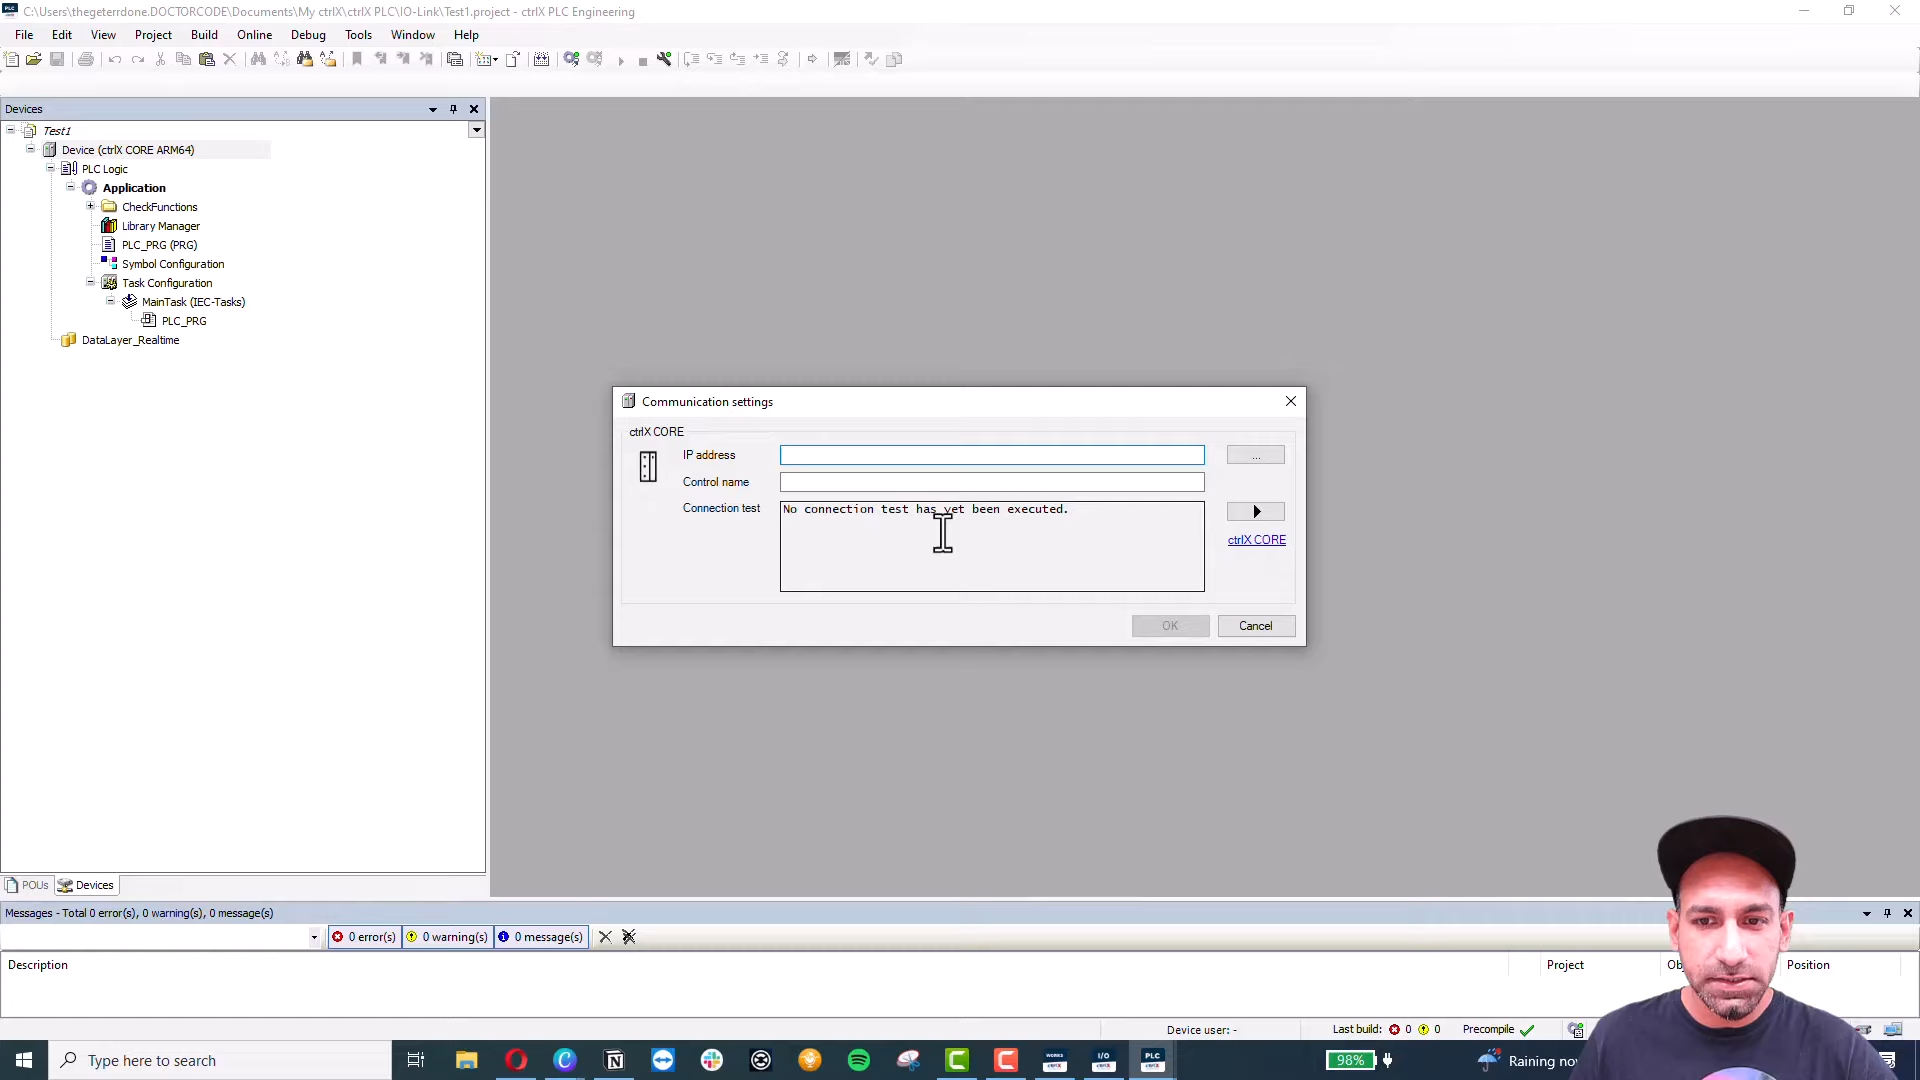 C:\Users\thegeterrdone.DOCTORCODE\Documents\My ctrlX\ctrlX PLC\IO-Link\Test1.project - ctrlX PLC Engineering
File Edit View Project Build Online Debug Tools Window Help
Devices
Test1
Device (ctrlX CORE ARM64)
PLC Logic
Application
CheckFunctions
Library Manager
PLC_PRG (PRG)
Symbol Configuration
Task Configuration
MainTask (IEC-Tasks)
PLC_PRG
DataLayer_Realtime
Communication settings
ctrlX CORE
IP address
...
Control name
Connection test
No connection test has yet been executed.
ctrlX CORE
OK
Cancel
POUs
Devices
Messages - Total 0 error(s), 0 warning(s), 0 message(s)
0 error(s) 0 warning(s) 0 message(s)
Description Project Position
Device user: -
Last build: 0 0 Precompile
Type here to search
WORKS
I/O
PLC
98%
Raining now